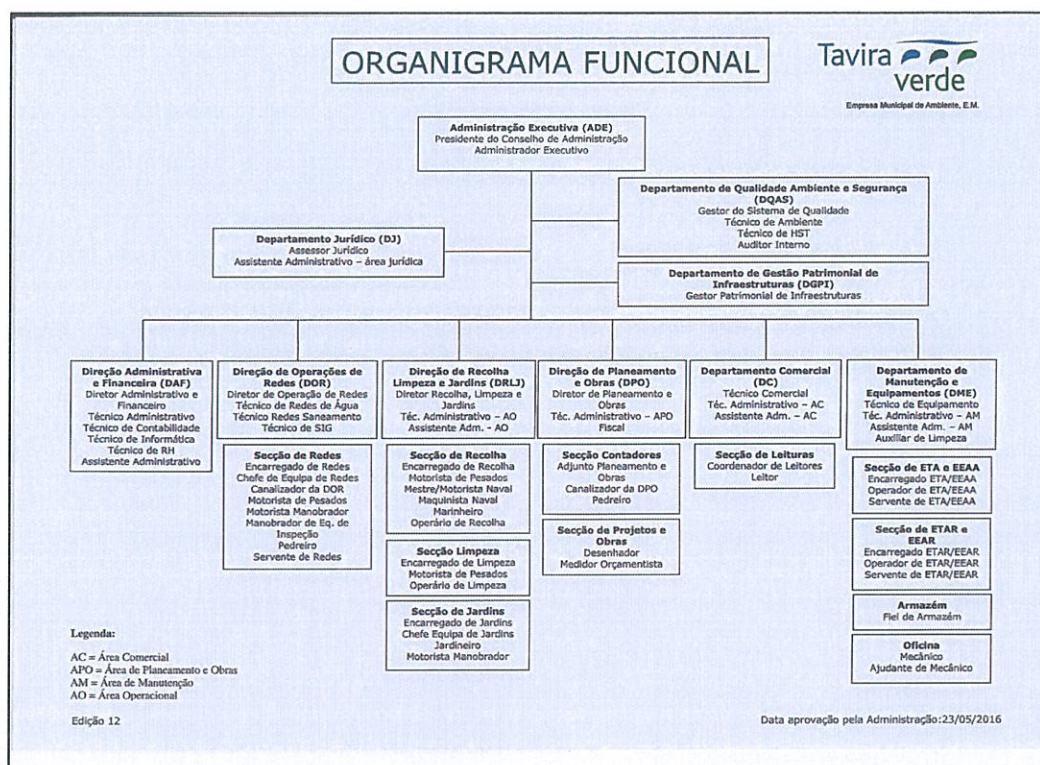 ORGANIGRAMA FUNCIONAL
Tavira
verde
Empresa Municipal de Ambiente, E.M.
Administração Executiva (ADE)
Presidente do Conselho de Administração
Administrador Executivo
Departamento de Qualidade Ambiente e Segurança
(DQAS)
Gestor do Sistema de Qualidade
Técnico de Ambiente
Técnico de HST
Auditor Interno
Departamento Jurídico (DJ)
Assessor Jurídico
Assistente Administrativo – área jurídica
Departamento de Gestão Patrimonial de
Infraestruturas (DGPI)
Gestor Patrimonial de Infraestruturas
Direção Administrativa
e Financeira (DAF)
Diretor Administrativo e
Financeiro
Técnico Administrativo
Técnico de Contabilidade
Técnico de Informática
Técnico de RH
Assistente Administrativo
Direção de Operações de
Redes (DOR)
Diretor de Operação de Redes
Técnico de Redes de Água
Técnico Redes Saneamento
Técnico de SIG
Secção de Redes
Encarregado de Redes
Chefe de Equipa de Redes
Canalizador da DOR
Motorista de Pesados
Motorista Manobrador
Manobrador de Eq. de
Inspeção
Pedreiro
Servente de Redes
Direção de Recolha
Limpeza e Jardins (DRLJ)
Diretor Recolha, Limpeza e
Jardins
Téc. Administrativo – AO
Assistente Adm. - AO
Secção de Recolha
Encarregado de Recolha
Motorista de Pesados
Mestre/Motorista Naval
Maquinista Naval
Marinheiro
Operário de Recolha
Secção Limpeza
Encarregado de Limpeza
Motorista de Pesados
Operário de Limpeza
Secção de Jardins
Encarregado de Jardins
Chefe Equipa de Jardins
Jardineiro
Motorista Manobrador
Direção de Planeamento
e Obras (DPO)
Diretor de Planeamento e
Obras
Téc. Administrativo – APO
Fiscal
Secção Contadores
Adjunto Planeamento e
Obras
Canalizador da DPO
Pedreiro
Secção de Projetos e
Obras
Desenhador
Medidor Orçamentista
Departamento Comercial
(DC)
Técnico Comercial
Téc. Administrativo – AC
Assistente Adm. – AC
Secção de Leituras
Coordenador de Leitores
Leitor
Departamento de
Manutenção e
Equipamentos (DME)
Técnico de Equipamento
Téc. Administrativo – AM
Assistente Adm. – AM
Auxiliar de Limpeza
Secção de ETA e EEAA
Encarregado ETA/EEAA
Operador de ETA/EEAA
Servente de ETA/EEAA
Secção de ETAR e
EEAR
Encarregado ETAR/EEAR
Operador de ETAR/EEAR
Servente de ETAR/EEAR
Armazém
Fiel de Armazém
Oficina
Mecânico
Ajudante de Mecânico
Legenda:
AC = Área Comercial
APO = Área de Planeamento e Obras
AM = Área de Manutenção
AO = Área Operacional
Edição 12
Data aprovação pela Administração:23/05/2016